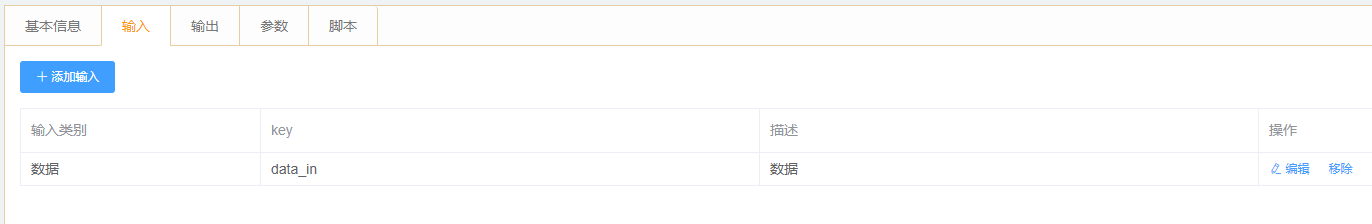 基本信息 输入 输出 参数 脚本
+ 添加输入
输入类别 key 描述 操作
数据 data_in 数据 编辑 移除